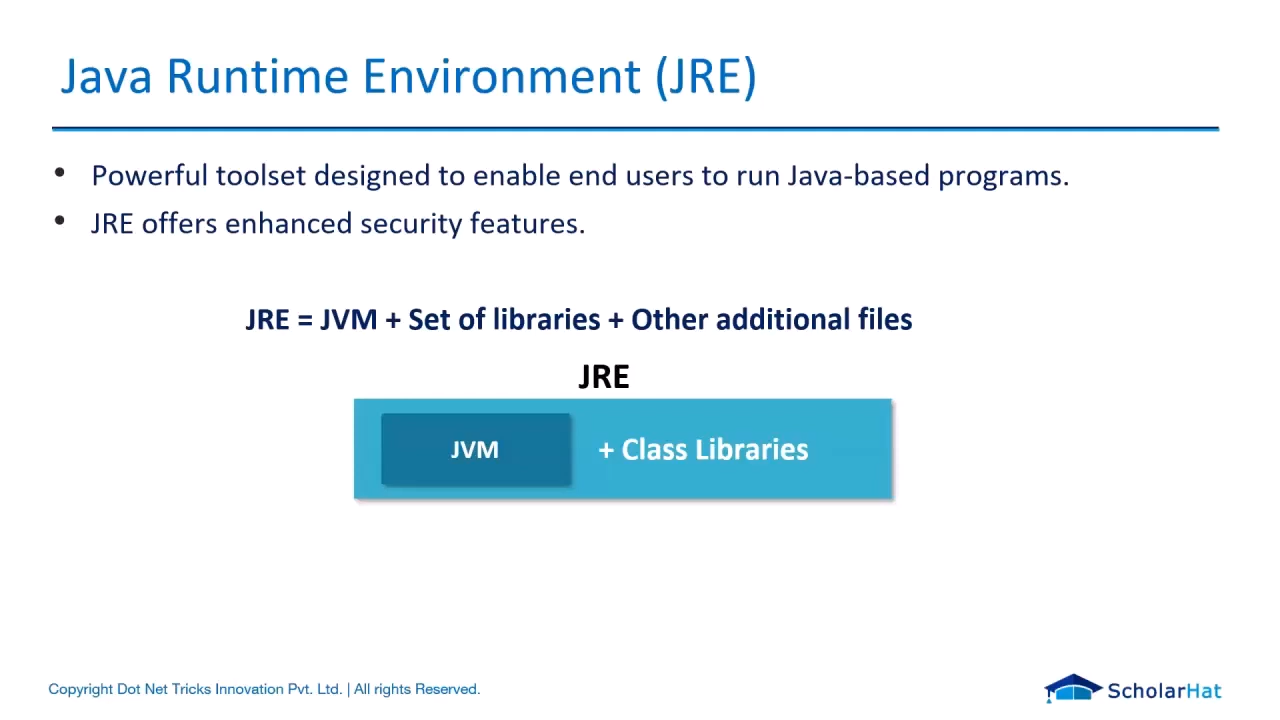 Java Runtime Environment (JRE)
• Powerful toolset designed to enable end users to run Java-based programs.
• JRE offers enhanced security features.
JRE = JVM + Set of libraries + Other additional files
JRE
JVM + Class Libraries
Copyright Dot Net Tricks Innovation Pvt. Ltd. | All rights Reserved.
ScholarHat